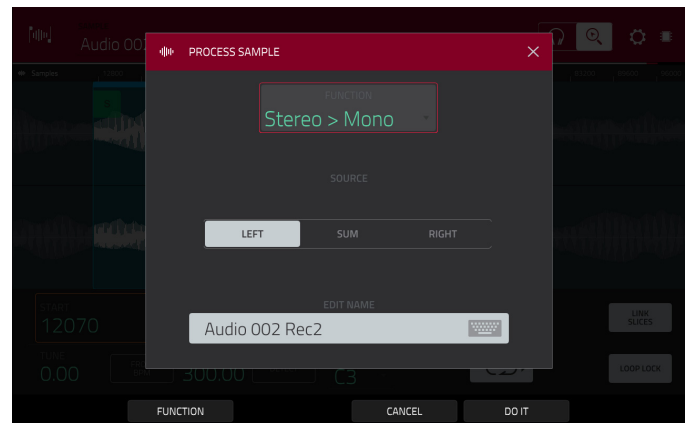 Audio 002
PROCESS SAMPLE
Samples
FUNCTION
Stereo > Mono
SOURCE
LEFT
SUM
RIGHT
EDIT NAME
Audio 002 Rec2
START
12070
LINK
SLICES
TUNE
0.00
300.00
C3
LOOP LOCK
FUNCTION
CANCEL
DO IT